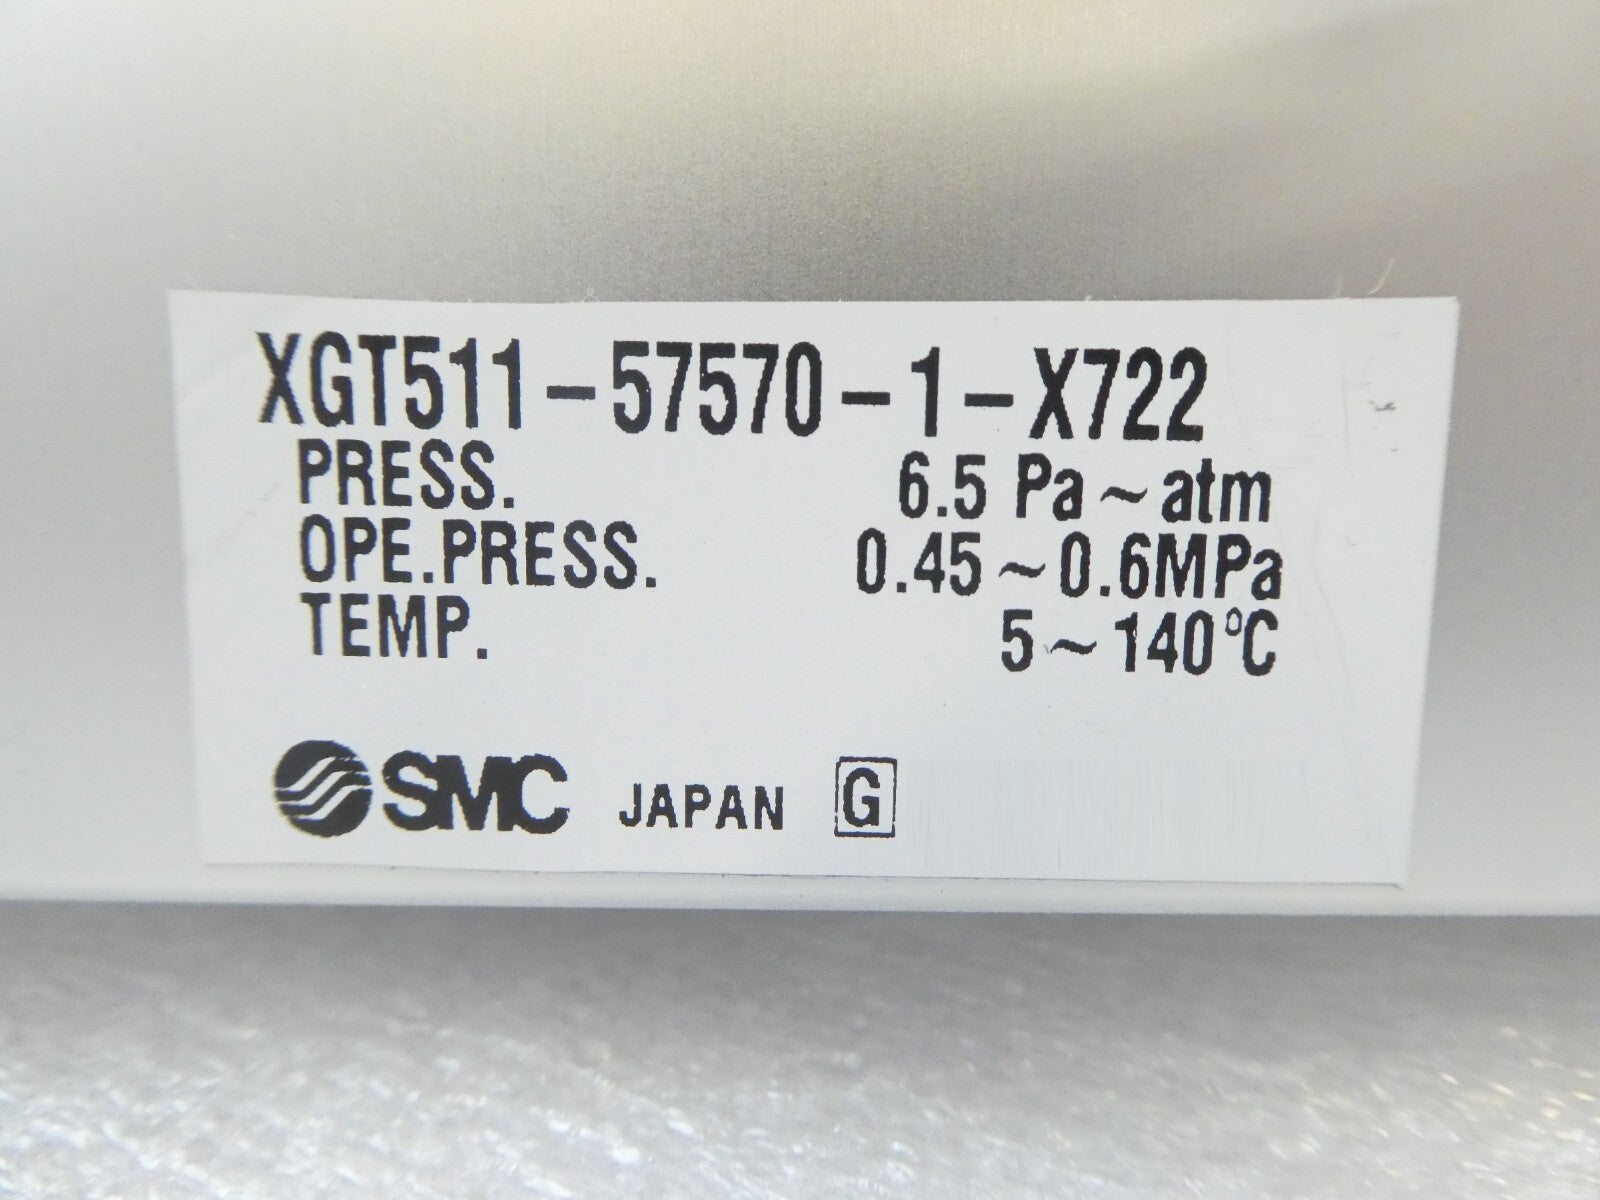 XGT511-57570-1-X722
PRESS. 6.5 Pa~atm
OPE.PRESS. 0.45~0.6MPa
TEMP. 5~140°C
SMC JAPAN G